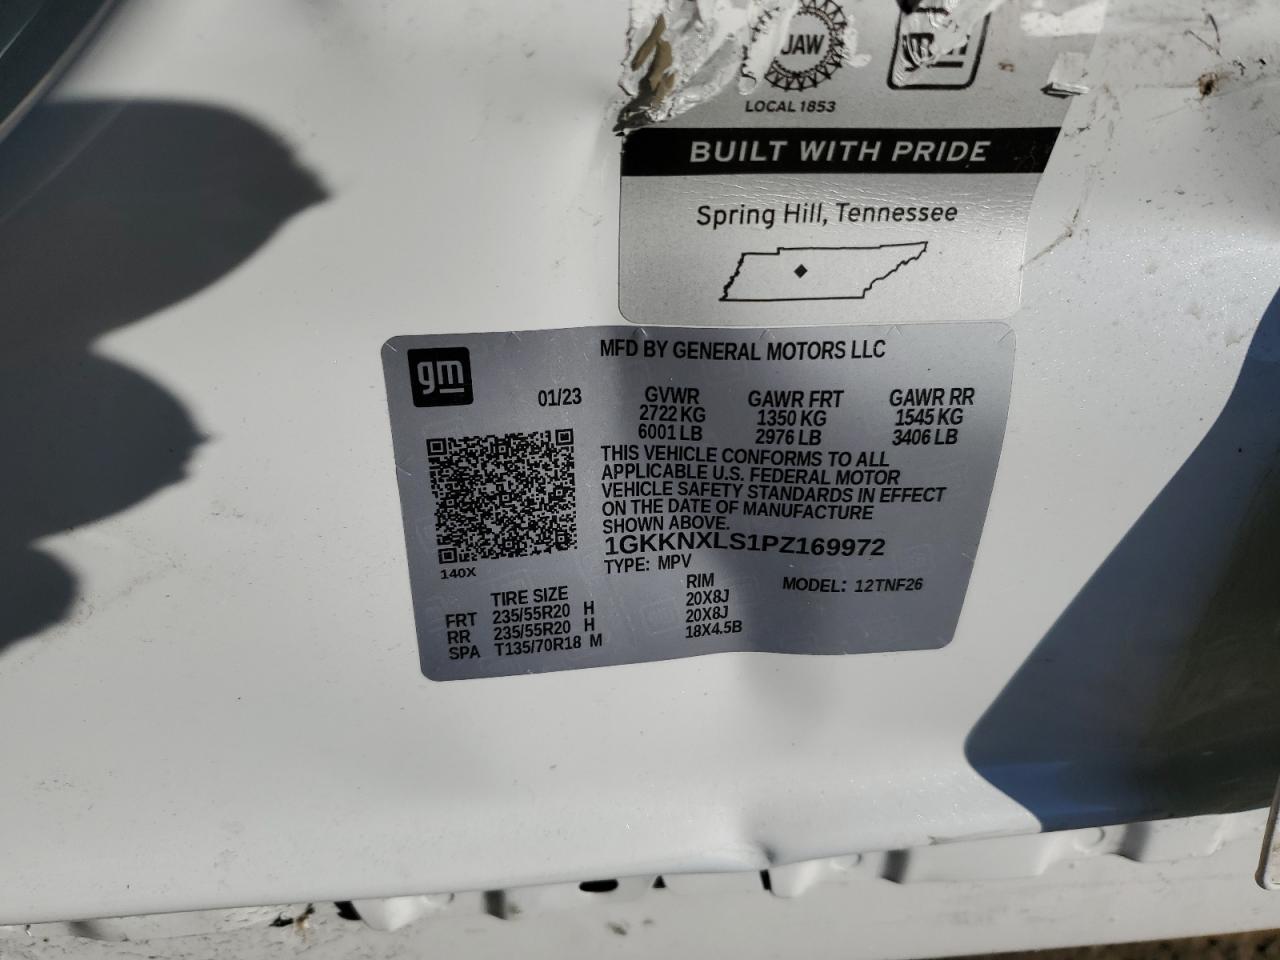 UAW
LOCAL 1853
BUILT WITH PRIDE
Spring Hill, Tennessee
gm
MFD BY GENERAL MOTORS LLC
01/23
GVWR GAWR FRT GAWR RR
2722 KG 1350 KG 1545 KG
6001 LB 2976 LB 3406 LB
THIS VEHICLE CONFORMS TO ALL
APPLICABLE U.S. FEDERAL MOTOR
VEHICLE SAFETY STANDARDS IN EFFECT
ON THE DATE OF MANUFACTURE
SHOWN ABOVE.
1GKKNXLS1PZ169972
140X
TYPE: MPV MODEL: 12TNF26
TIRE SIZE RIM
FRT 235/55R20 H 20X8J
RR 235/55R20 H 20X8J
SPA T135/70R18 M 18X4.5B